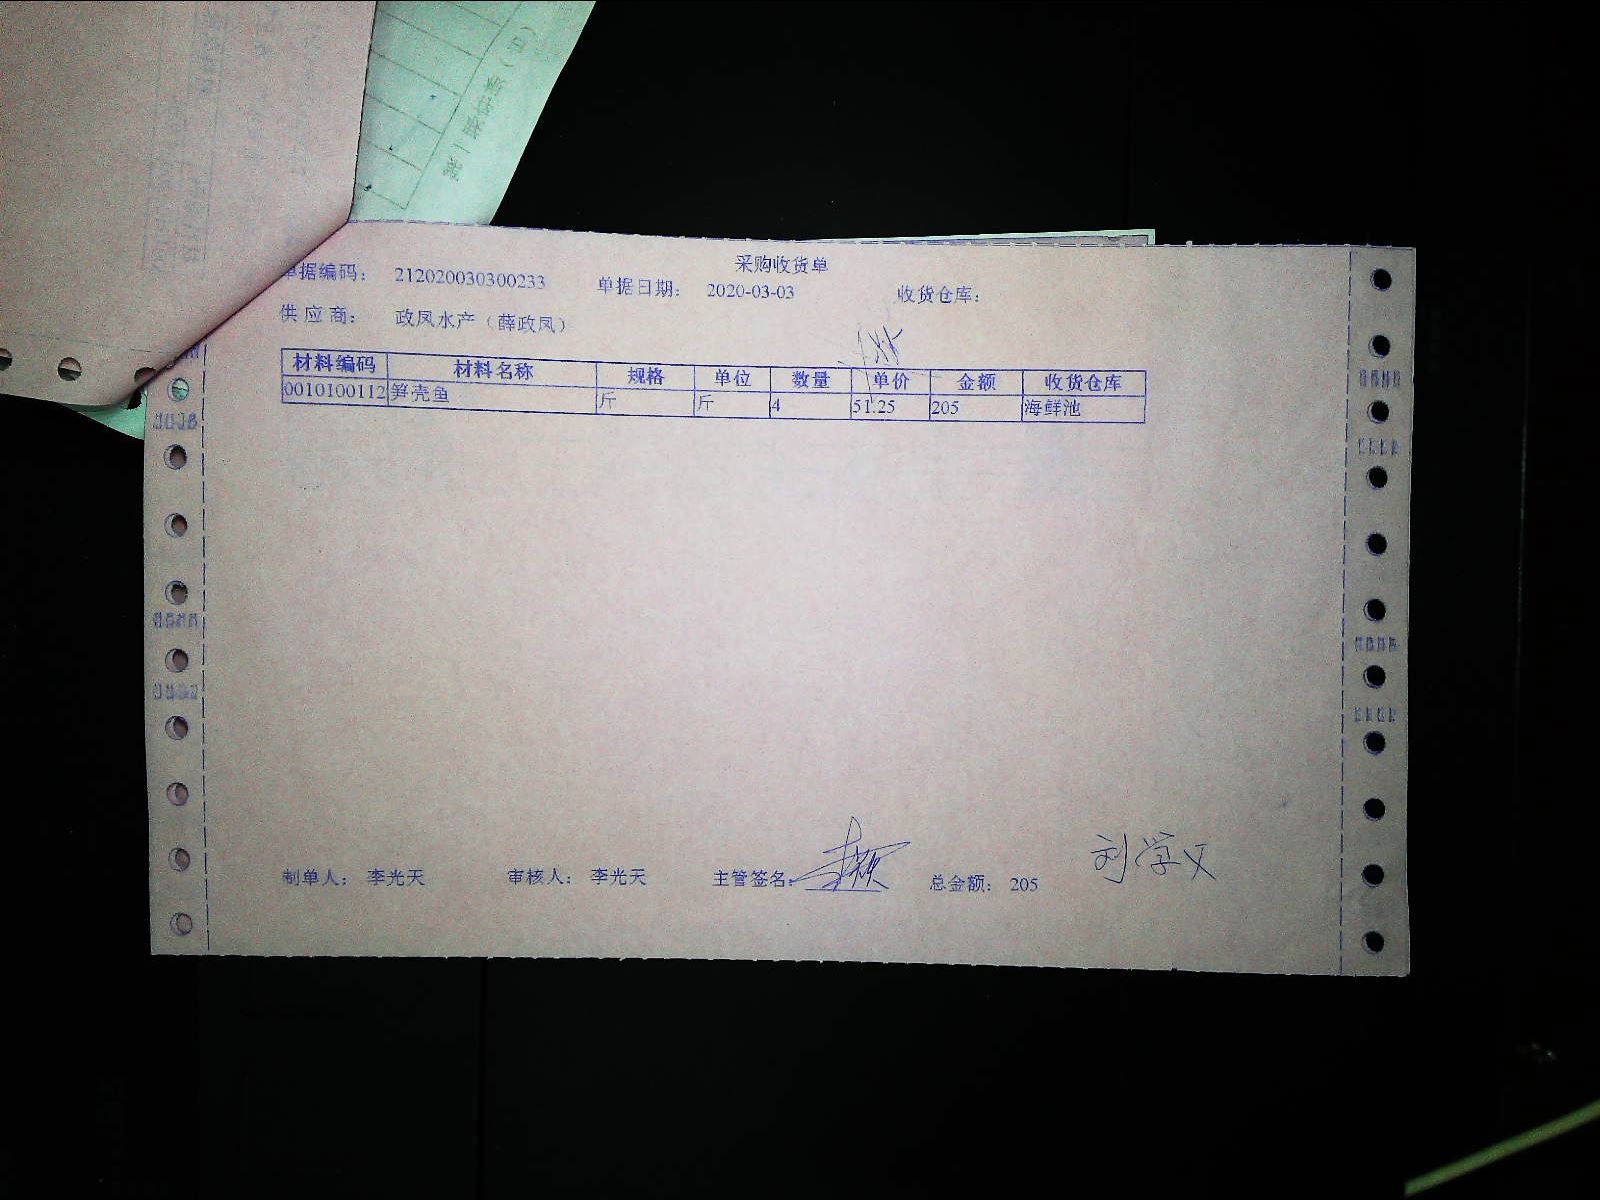 采购收货单
单据编码： 212020030300233 单据日期： 2020-03-03 收货仓库：
供应商： 政凤水产（薛政凤）
材料编码 材料名称 规格 单位 数量 单价 金额 收货仓库
0010100112 笋壳鱼 斤 斤 4 51.25 205 海鲜池
制单人： 李光天 审核人： 李光天 主管签名： 总金额： 205 刘学义